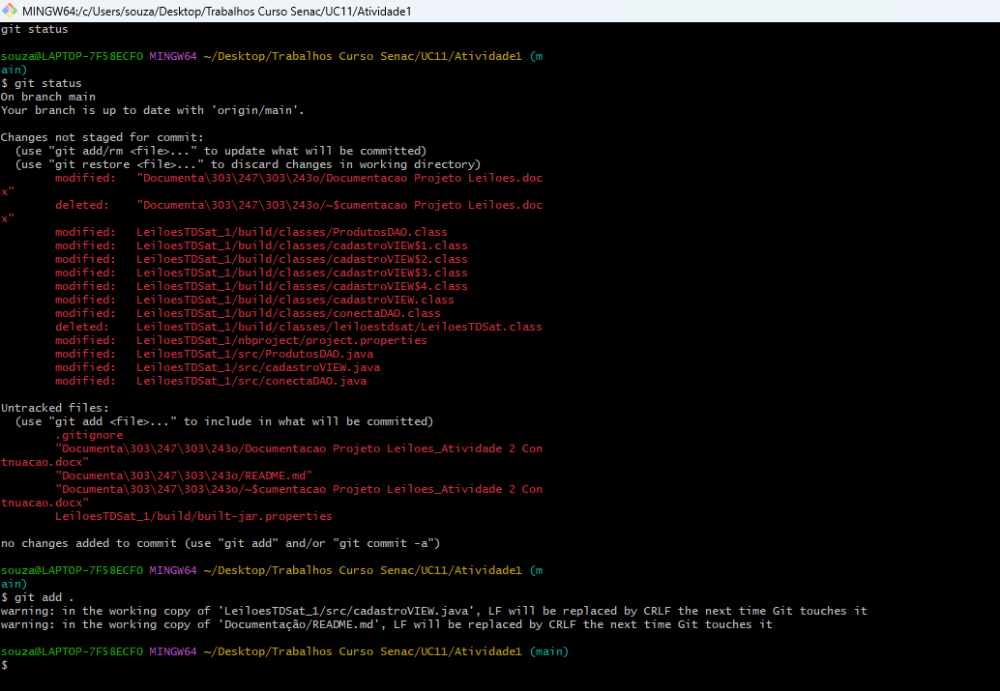 MINGW64:/c/Users/souza/Desktop/Trabalhos Curso Senac/UC11/Atividade1
git status
souza@LAPTOP-7F58ECF0 MINGW64 ~/Desktop/Trabalhos Curso Senac/UC11/Atividade1 (m
ain)
$ git status
On branch main
Your branch is up to date with 'origin/main'.
Changes not staged for commit:
  (use "git add/rm <file>..." to update what will be committed)
  (use "git restore <file>..." to discard changes in working directory)
        modified:   "Documenta\303\247\303\243o/Documentacao Projeto Leiloes.doc
x"
        deleted:    "Documenta\303\247\303\243o/~$cumentacao Projeto Leiloes.doc
x"
        modified:   LeiloesTDSat_1/build/classes/ProdutosDAO.class
        modified:   LeiloesTDSat_1/build/classes/cadastroVIEW$1.class
        modified:   LeiloesTDSat_1/build/classes/cadastroVIEW$2.class
        modified:   LeiloesTDSat_1/build/classes/cadastroVIEW$3.class
        modified:   LeiloesTDSat_1/build/classes/cadastroVIEW$4.class
        modified:   LeiloesTDSat_1/build/classes/cadastroVIEW.class
        modified:   LeiloesTDSat_1/build/classes/conectaDAO.class
        deleted:    LeiloesTDSat_1/build/classes/leiloestdsat/LeiloesTDSat.class
        modified:   LeiloesTDSat_1/nbproject/project.properties
        modified:   LeiloesTDSat_1/src/ProdutosDAO.java
        modified:   LeiloesTDSat_1/src/cadastroVIEW.java
        modified:   LeiloesTDSat_1/src/conectaDAO.java
Untracked files:
  (use "git add <file>..." to include in what will be committed)
        .gitignore
        "Documenta\303\247\303\243o/Documentacao Projeto Leiloes_Atividade 2 Con
tnuacao.docx"
        "Documenta\303\247\303\243o/README.md"
        "Documenta\303\247\303\243o/~$cumentacao Projeto Leiloes_Atividade 2 Con
tnuacao.docx"
        LeiloesTDSat_1/build/built-jar.properties
no changes added to commit (use "git add" and/or "git commit -a")
souza@LAPTOP-7F58ECF0 MINGW64 ~/Desktop/Trabalhos Curso Senac/UC11/Atividade1 (m
ain)
$ git add .
warning: in the working copy of 'LeiloesTDSat_1/src/cadastroVIEW.java', LF will be replaced by CRLF the next time Git touches it
warning: in the working copy of 'Documentação/README.md', LF will be replaced by CRLF the next time Git touches it
souza@LAPTOP-7F58ECF0 MINGW64 ~/Desktop/Trabalhos Curso Senac/UC11/Atividade1 (main)
$